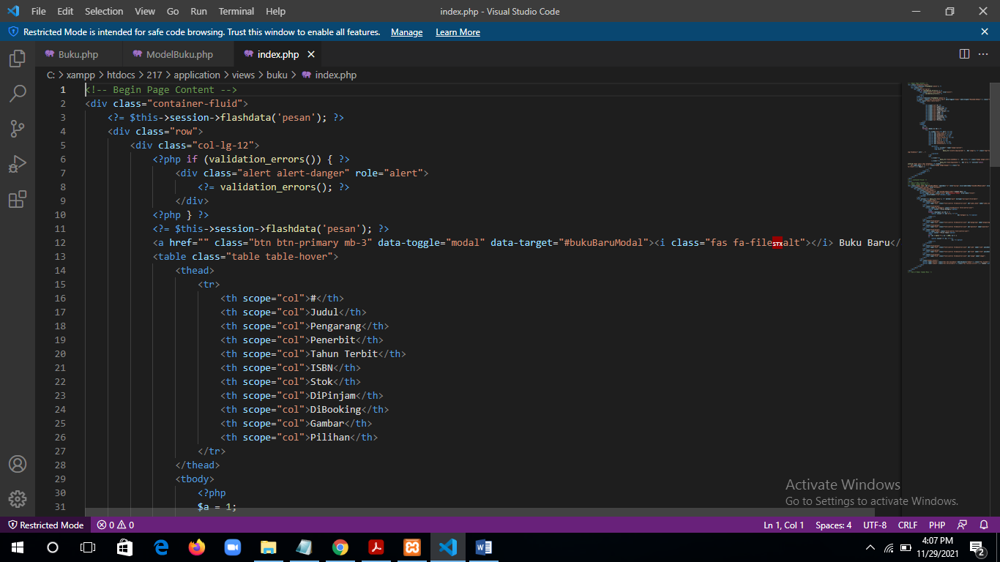 File Edit Selection View Go Run Terminal Help index.php - Visual Studio Code
Restricted Mode is intended for safe code browsing. Trust this window to enable all features. Manage Learn More
Buku.php ModelBuku.php index.php
C: > xampp > htdocs > 217 > application > views > buku > index.php
1 <!-- Begin Page Content -->
2 <div class="container-fluid">
3 <?= $this->session->flashdata('pesan'); ?>
4 <div class="row">
5 <div class="col-lg-12">
6 <?php if (validation_errors()) { ?>
7 <div class="alert alert-danger" role="alert">
8 <?= validation_errors(); ?>
9 </div>
10 <?php } ?>
11 <?= $this->session->flashdata('pesan'); ?>
12 <a href="" class="btn btn-primary mb-3" data-toggle="modal" data-target="#bukuBaruModal"><i class="fas fa-fileSTXalt"></i> Buku Baru</
13 <table class="table table-hover">
14 <thead>
15 <tr>
16 <th scope="col">#</th>
17 <th scope="col">Judul</th>
18 <th scope="col">Pengarang</th>
19 <th scope="col">Penerbit</th>
20 <th scope="col">Tahun Terbit</th>
21 <th scope="col">ISBN</th>
22 <th scope="col">Stok</th>
23 <th scope="col">DiPinjam</th>
24 <th scope="col">DiBooking</th>
25 <th scope="col">Gambar</th>
26 <th scope="col">Pilihan</th>
27 </tr>
28 </thead>
29 <tbody>
30 <?php
31 $a = 1;
Activate Windows
Go to Settings to activate Windows.
Restricted Mode 0 0 Ln 1, Col 1 Spaces: 4 UTF-8 CRLF PHP
4:07 PM
11/29/2021
2